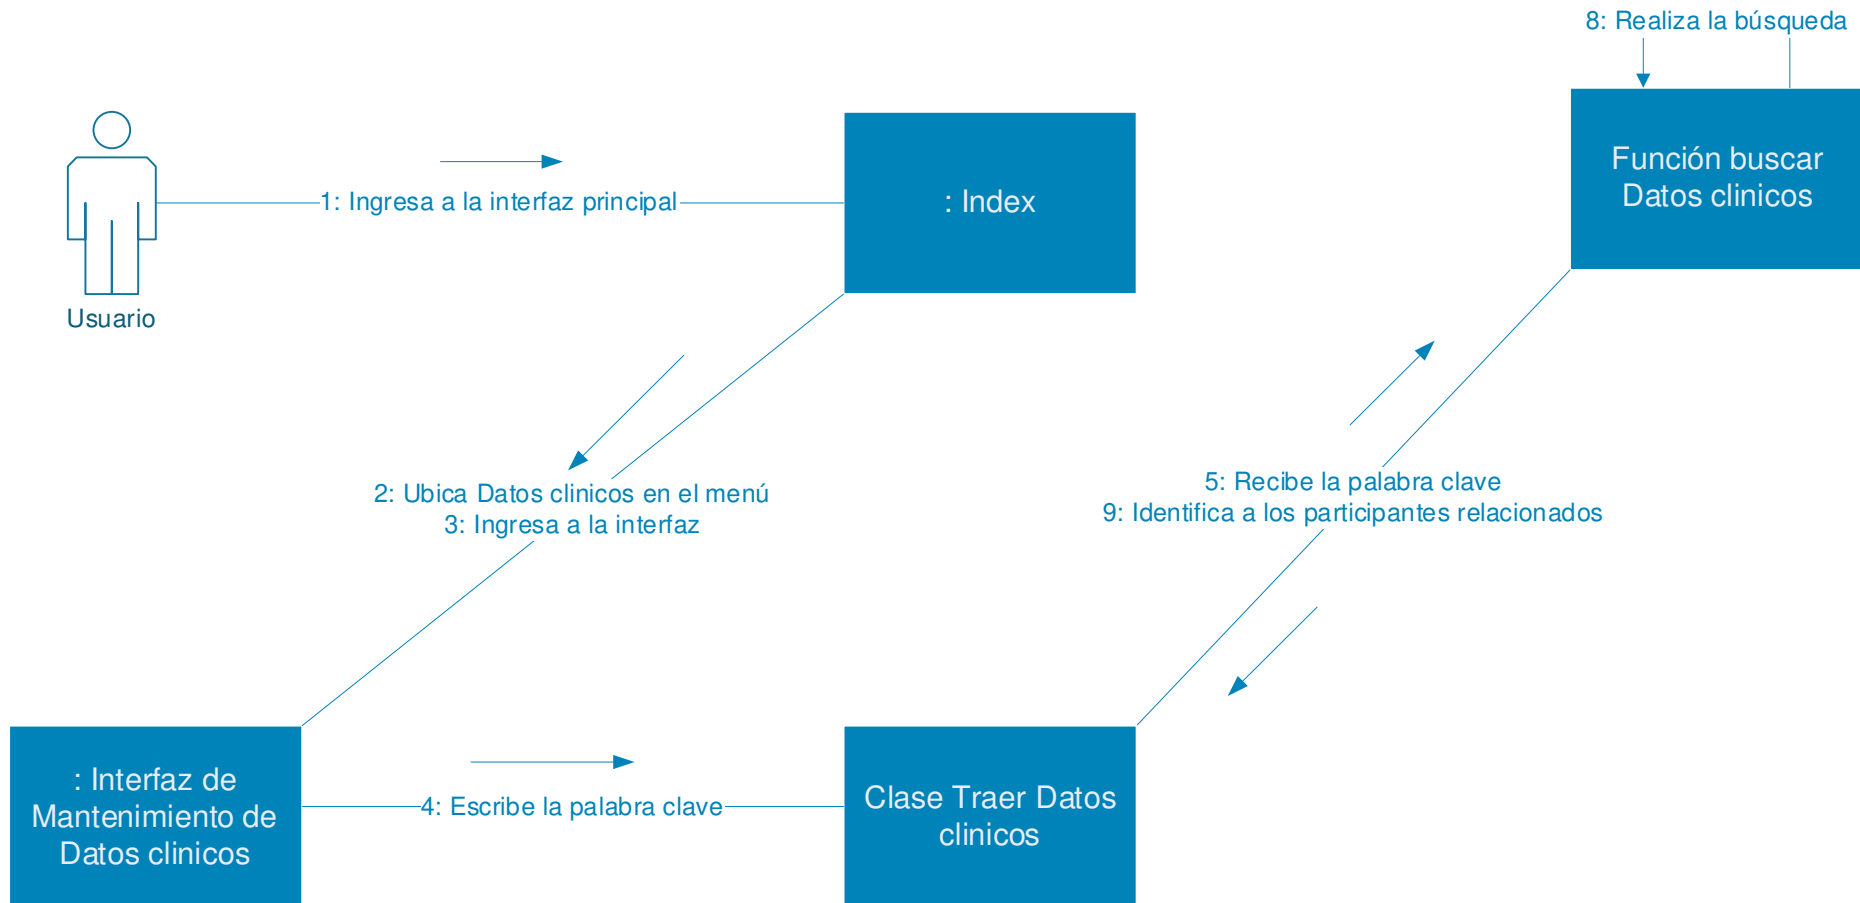 8: Realiza la búsqueda
Función buscar
Datos clinicos
1: Ingresa a la interfaz principal
: Index
Usuario
2: Ubica Datos clinicos en el menú
3: Ingresa a la interfaz
5: Recibe la palabra clave
9: Identifica a los participantes relacionados
: Interfaz de
Mantenimiento de
Datos clinicos
4: Escribe la palabra clave
Clase Traer Datos
clinicos